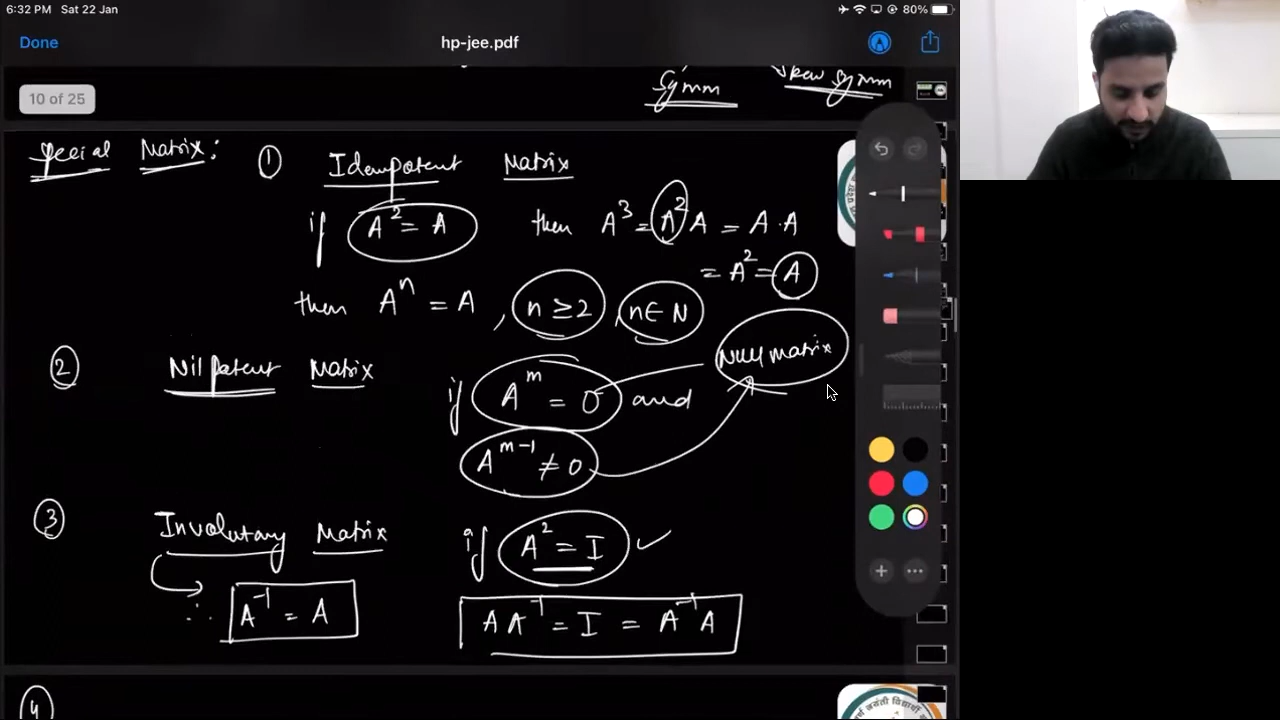 6:32 PM Sat 22 Jan
80%
Done
hp-jee.pdf
10 of 25
Symm Skew Symm
Special Matrix:
① Idempotent Matrix
if A² = A then A³ = A²A = A·A
= A² = A
then Aⁿ = A , n ≥ 2 , n ∈ N
② Nilpotent Matrix if Aᵐ = 0 and Null matrix
Aᵐ⁻¹ ≠ 0
③ Involutary Matrix if A² = I ✓
∴ A⁻¹ = A
A A⁻¹ = I = A⁻¹ A
④